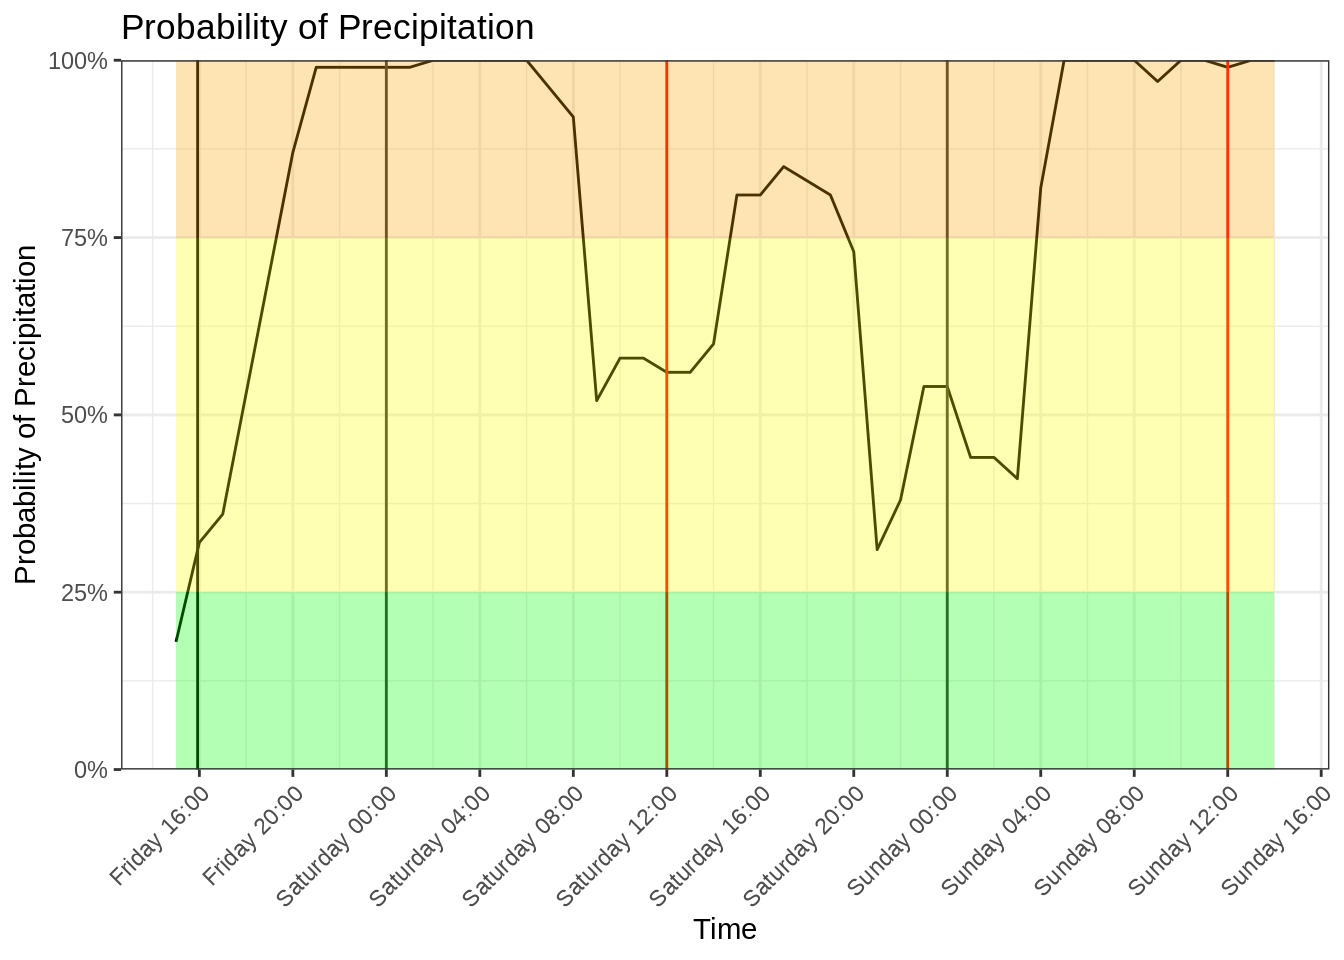 Probability of Precipitation
Probability of Precipitation
100%
75%
50%
25%
0%
Friday 16:00
Friday 20:00
Saturday 00:00
Saturday 04:00
Saturday 08:00
Saturday 12:00
Saturday 16:00
Saturday 20:00
Sunday 00:00
Sunday 04:00
Sunday 08:00
Sunday 12:00
Sunday 16:00
Time